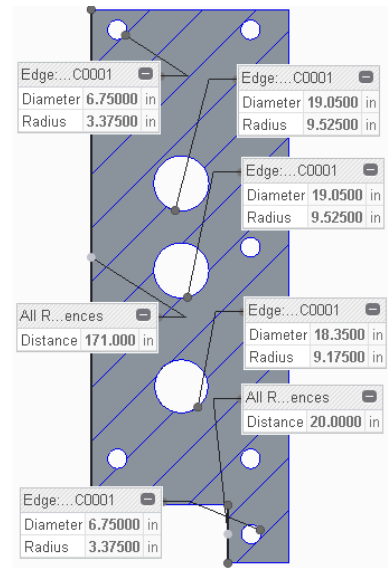 Edge:...C0001
Diameter 6.75000 in
Radius 3.37500 in
Edge:...C0001
Diameter 19.0500 in
Radius 9.52500 in
Edge:...C0001
Diameter 19.0500 in
Radius 9.52500 in
All R...ences
Distance 171.000 in
Edge:...C0001
Diameter 18.3500 in
Radius 9.17500 in
All R...ences
Distance 20.0000 in
Edge:...C0001
Diameter 6.75000 in
Radius 3.37500 in